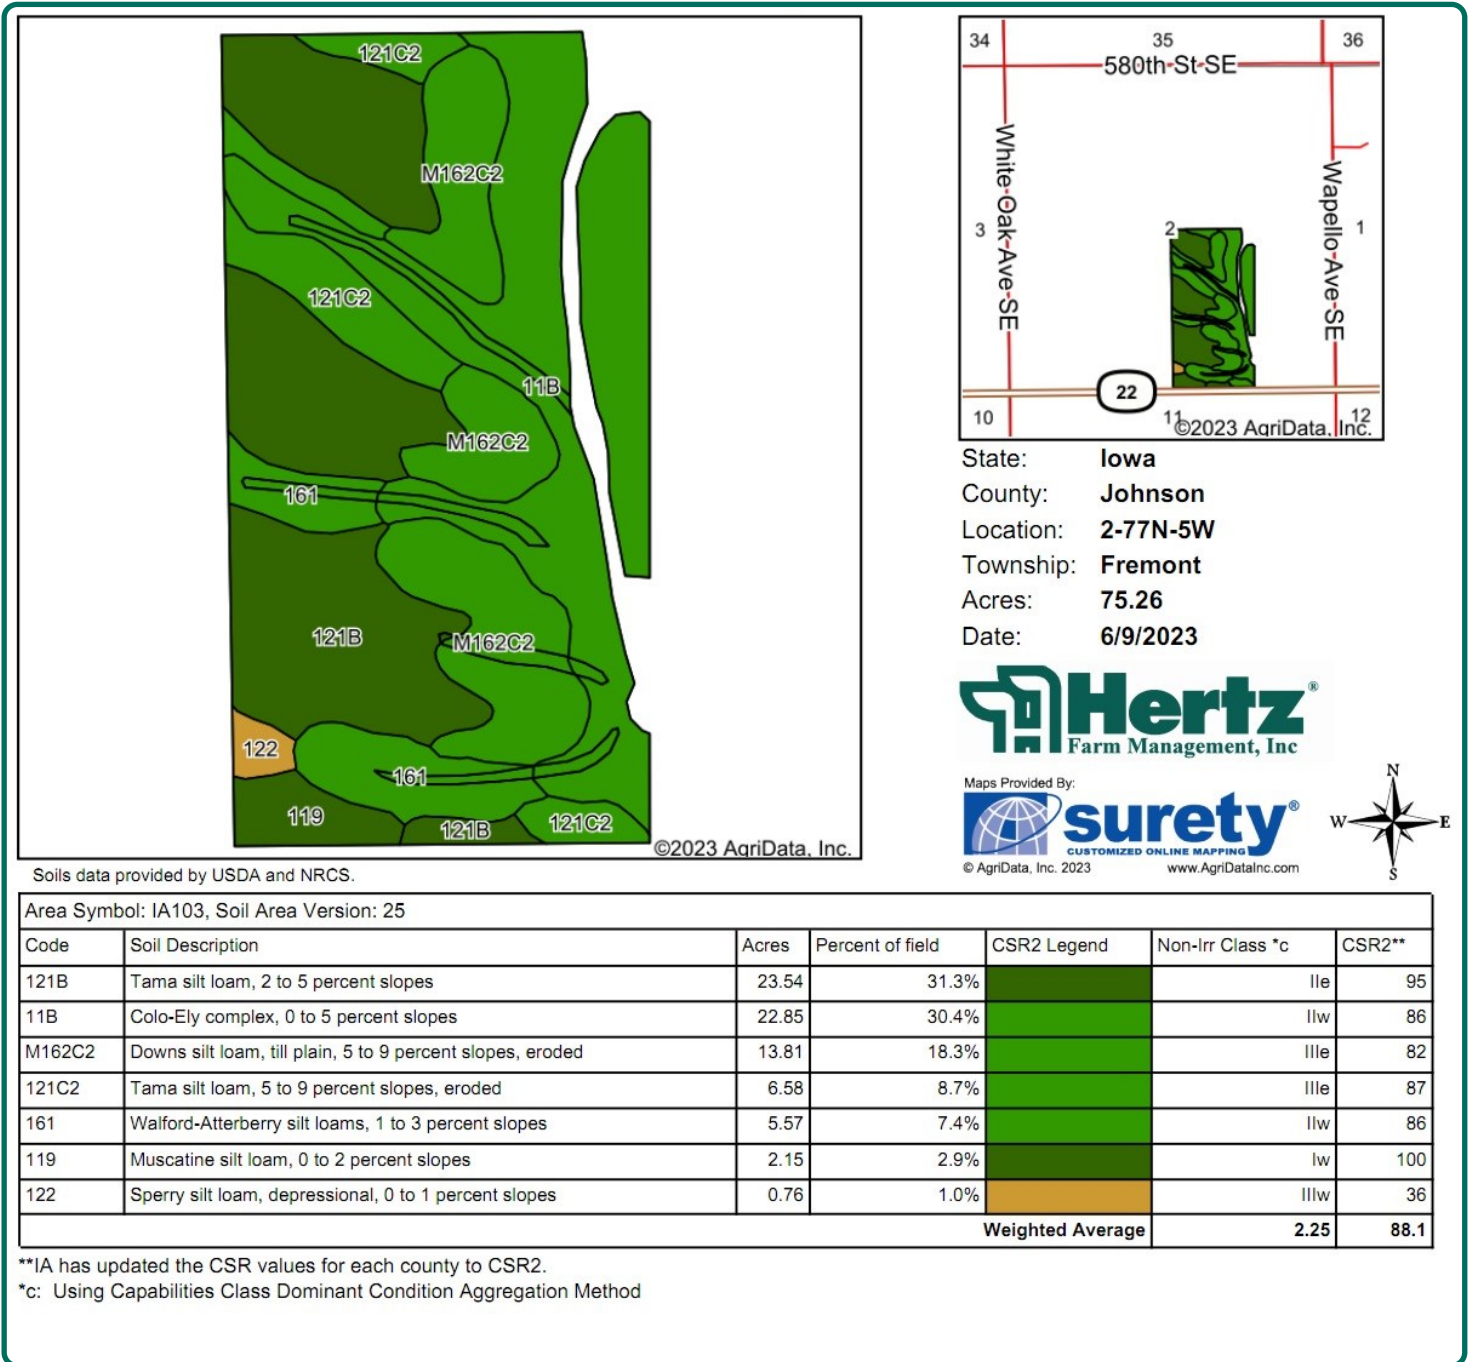 121C2
M162C2
121C2
11B
M162C2
161
121B
M162C2
122
161
119
121B
121C2
©2023 AgriData, Inc.
34
35
36
580th St SE
White Oak Ave SE
Wapello Ave SE
3
2
1
22
10
11
12
©2023 AgriData, Inc.
State: Iowa
County: Johnson
Location: 2-77N-5W
Township: Fremont
Acres: 75.26
Date: 6/9/2023
Hertz®
Farm Management, Inc
Maps Provided By:
surety®
CUSTOMIZED ONLINE MAPPING
© AgriData, Inc. 2023 www.AgriDataInc.com
N
W E
S
Soils data provided by USDA and NRCS.
Area Symbol: IA103, Soil Area Version: 25
Code Soil Description Acres Percent of field CSR2 Legend Non-Irr Class *c CSR2**
121B Tama silt loam, 2 to 5 percent slopes 23.54 31.3% IIe 95
11B Colo-Ely complex, 0 to 5 percent slopes 22.85 30.4% IIw 86
M162C2 Downs silt loam, till plain, 5 to 9 percent slopes, eroded 13.81 18.3% IIIe 82
121C2 Tama silt loam, 5 to 9 percent slopes, eroded 6.58 8.7% IIIe 87
161 Walford-Atterberry silt loams, 1 to 3 percent slopes 5.57 7.4% IIw 86
119 Muscatine silt loam, 0 to 2 percent slopes 2.15 2.9% Iw 100
122 Sperry silt loam, depressional, 0 to 1 percent slopes 0.76 1.0% IIIw 36
Weighted Average 2.25 88.1
**IA has updated the CSR values for each county to CSR2.
*c: Using Capabilities Class Dominant Condition Aggregation Method